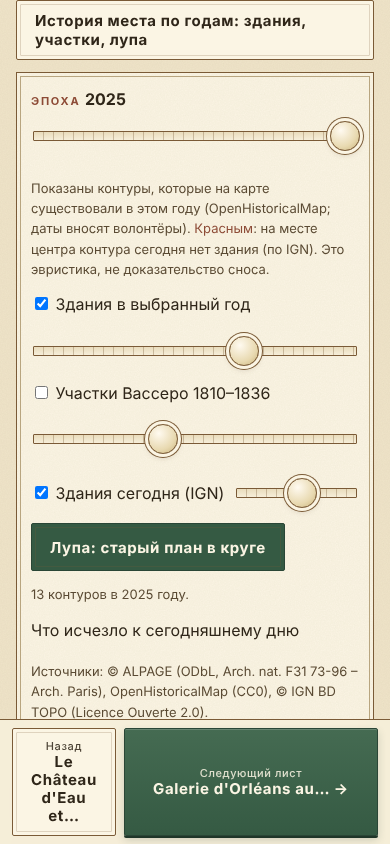 История места по годам: здания,
участки, лупа
ЭПОХА 2025
Показаны контуры, которые на карте
существовали в этом году (OpenHistoricalMap;
даты вносят волонтёры). Красным: на месте
центра контура сегодня нет здания (по IGN). Это
эвристика, не доказательство сноса.
Здания в выбранный год
Участки Вассеро 1810–1836
Здания сегодня (IGN)
Лупа: старый план в круге
13 контуров в 2025 году.
Что исчезло к сегодняшнему дню
Источники: © ALPAGE (ODbL, Arch. nat. F31 73-96 –
Arch. Paris), OpenHistoricalMap (CC0), © IGN BD
TOPO (Licence Ouverte 2.0).
Назад
Le
Château
d'Eau
et...
Следующий лист
Galerie d'Orléans au... →